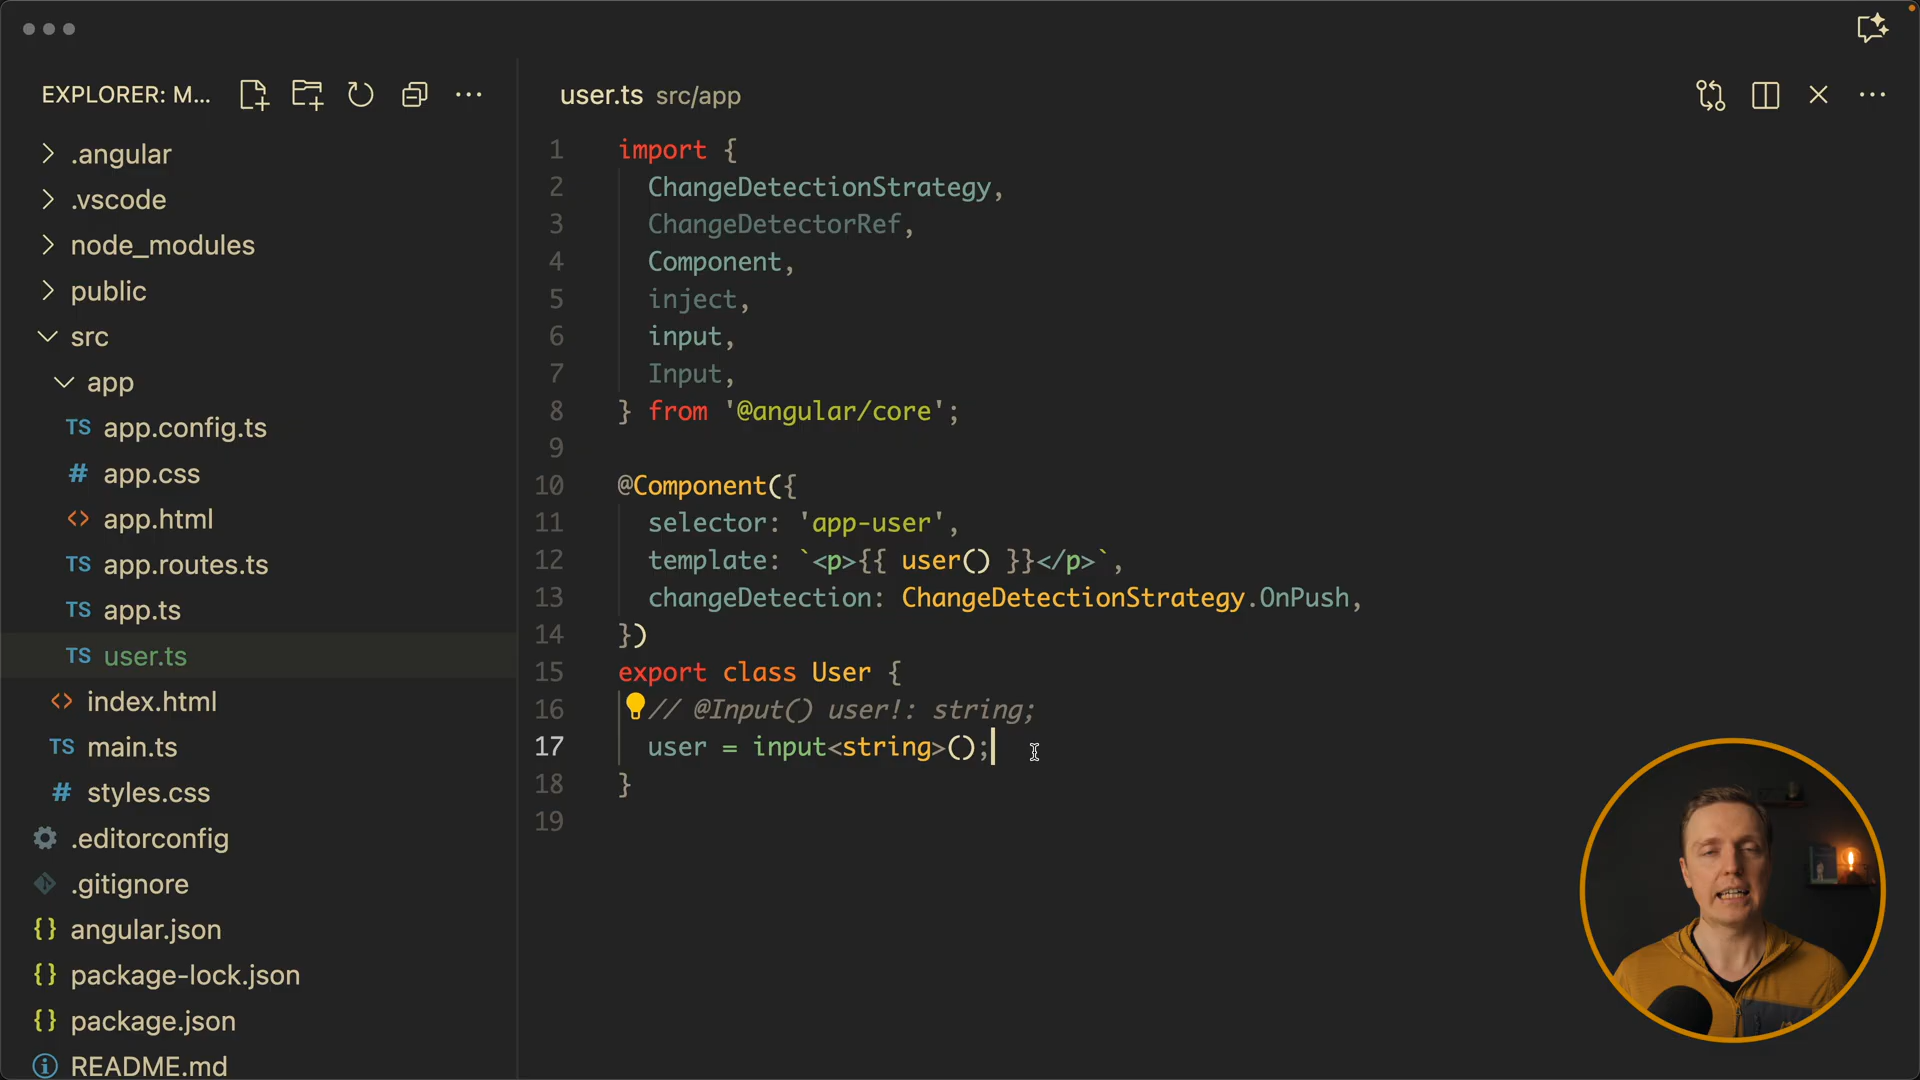 EXPLORER: M...
.angular
.vscode
node_modules
public
src
app
TS app.config.ts
# app.css
<> app.html
TS app.routes.ts
TS app.ts
TS user.ts
<> index.html
TS main.ts
# styles.css
.editorconfig
.gitignore
{} angular.json
{} package-lock.json
{} package.json
README.md
user.ts src/app
1 import {
2 ChangeDetectionStrategy,
3 ChangeDetectorRef,
4 Component,
5 inject,
6 input,
7 Input,
8 } from '@angular/core';
9
10 @Component({
11 selector: 'app-user',
12 template: `<p>{{ user() }}</p>`,
13 changeDetection: ChangeDetectionStrategy.OnPush,
14 })
15 export class User {
16 // @Input() user!: string;
17 user = input<string>();
18 }
19